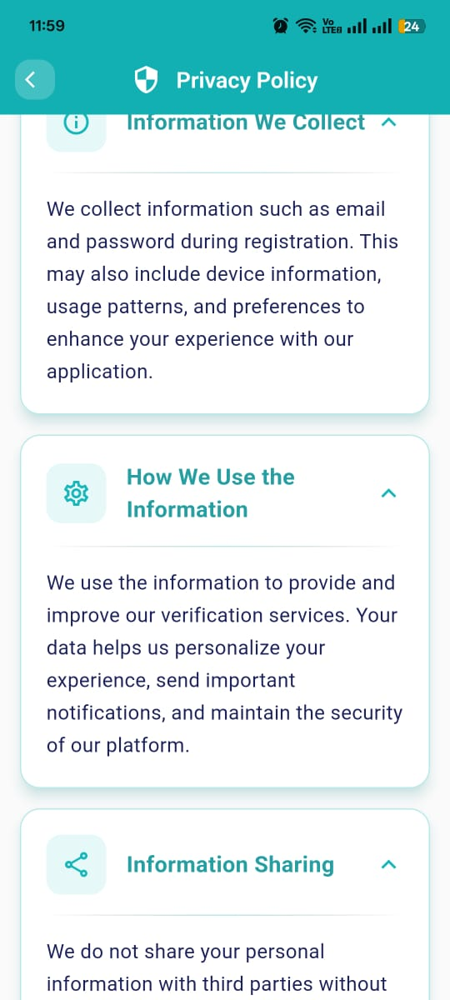 11:59
Vo
LTE2
24
Privacy Policy
Information We Collect
We collect information such as email
and password during registration. This
may also include device information,
usage patterns, and preferences to
enhance your experience with our
application.
How We Use the
Information
We use the information to provide and
improve our verification services. Your
data helps us personalize your
experience, send important
notifications, and maintain the security
of our platform.
Information Sharing
We do not share your personal
information with third parties without